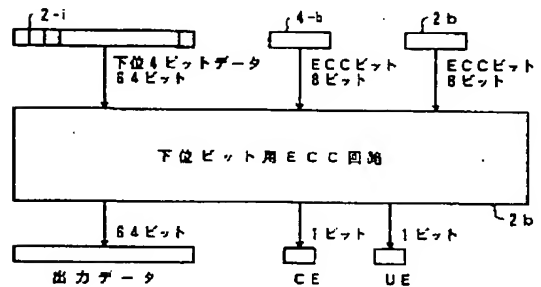 2-i
4-b
2b
下位4ビットデータ
64ビット
ECCビット
8ビット
ECCビット
8ビット
下位ビット用ECC回路
2b
64ビット
1ビット
1ビット
出力データ
CE
UE